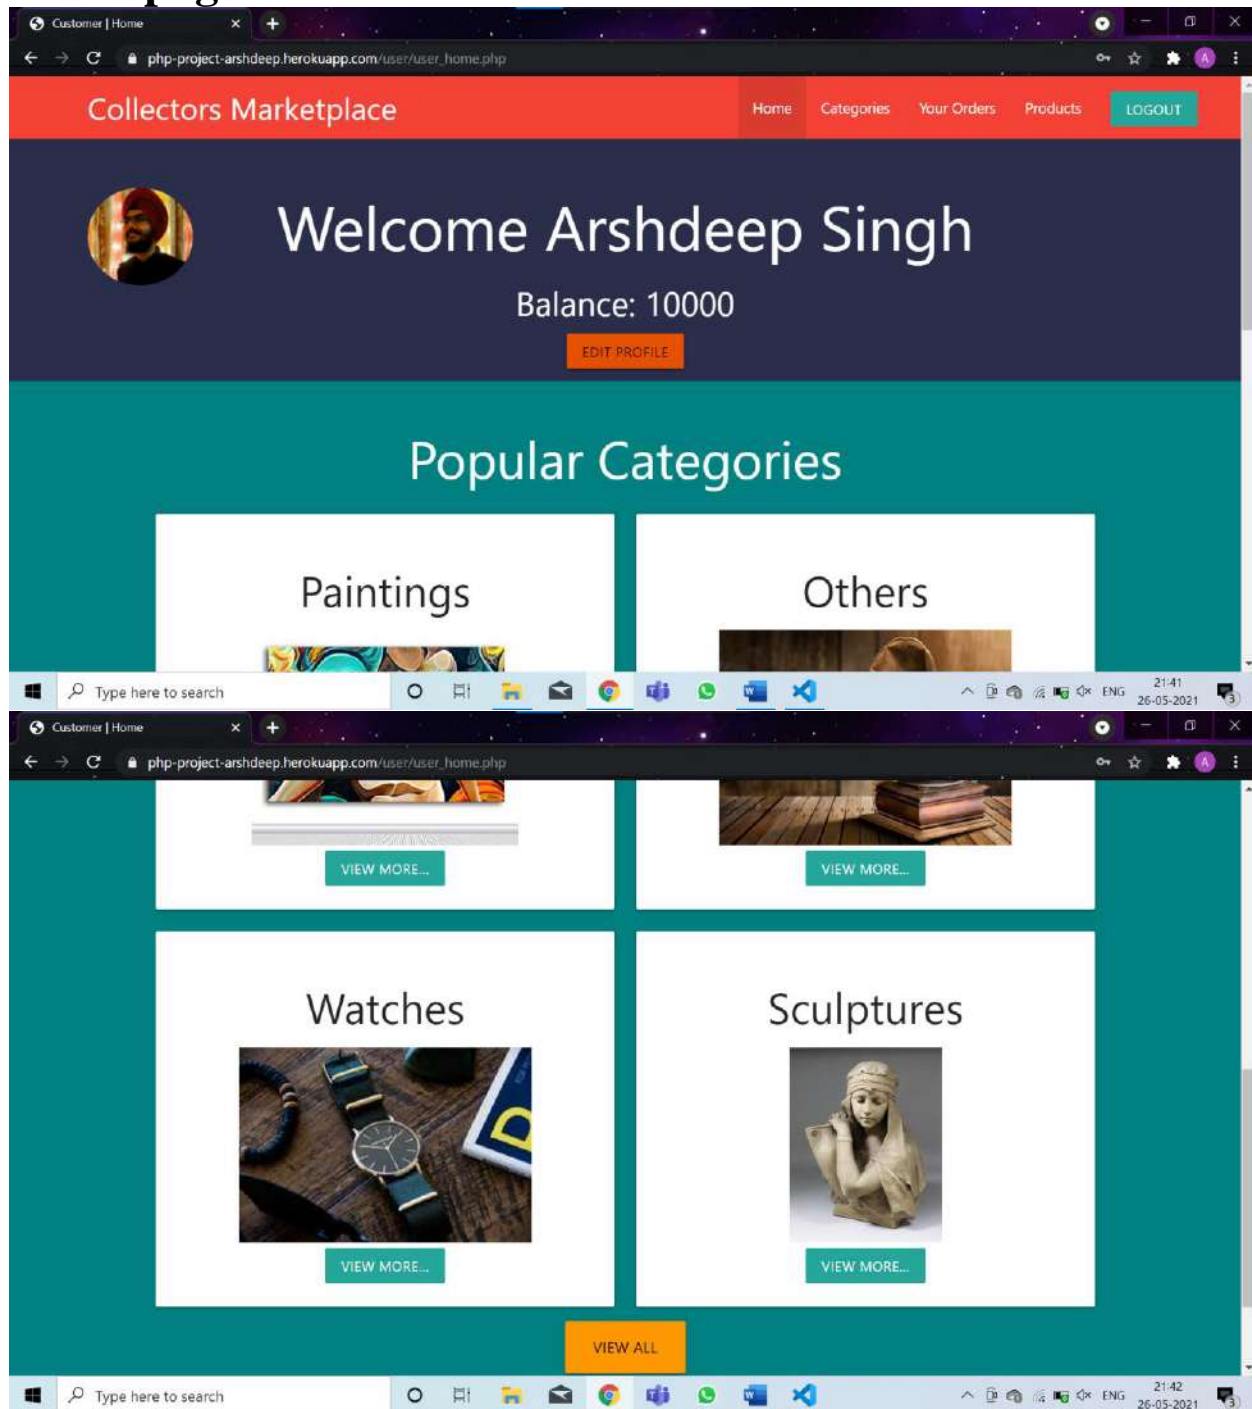 Customer | Home
php-project-arshdeep.herokuapp.com/user/user_home.php
A
Collectors Marketplace
Home Categories Your Orders Products LOGOUT
Welcome Arshdeep Singh
Balance: 10000
EDIT PROFILE
Popular Categories
Paintings Others
Type here to search
ENG 21:41
26-05-2021
3
Customer | Home
php-project-arshdeep.herokuapp.com/user/user_home.php
A
VIEW MORE... VIEW MORE...
Watches Sculptures
VIEW MORE... VIEW MORE...
VIEW ALL
Type here to search
ENG 21:42
26-05-2021
3